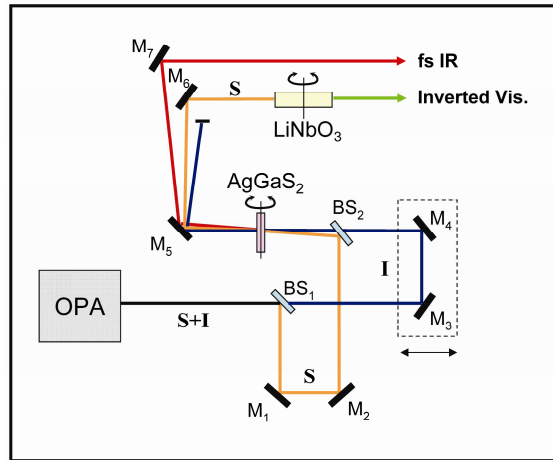 M7
fs IR
M6
S
Inverted Vis.
LiNbO3
AgGaS2
BS2
M4
M5
I
OPA
BS1
M3
S+I
S
M1
M2